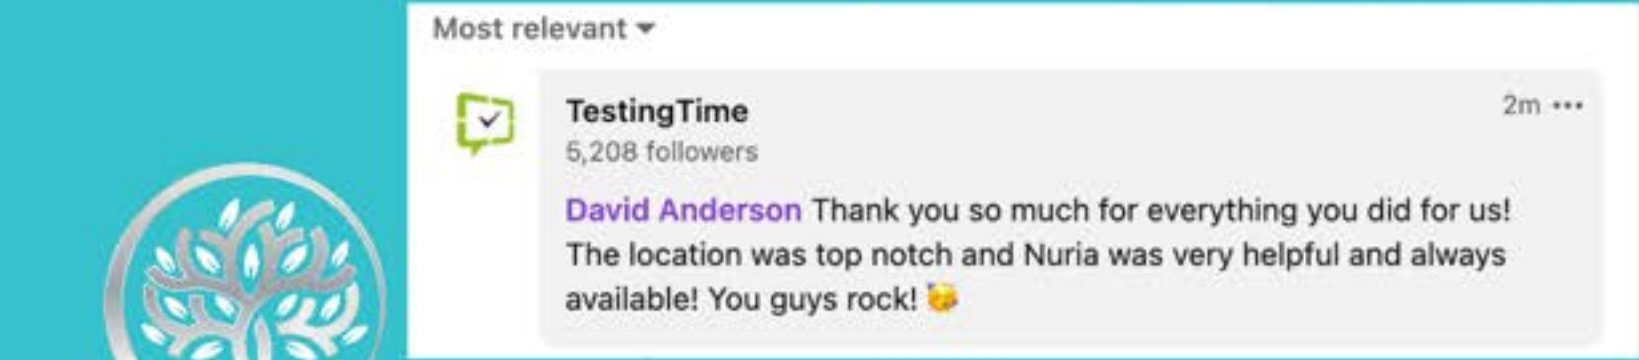 Most relevant
TestingTime
2m
5,208 followers
David Anderson Thank you so much for everything you did for us!
The location was top notch and Nuria was very helpful and always
available! You guys rock! 🥳